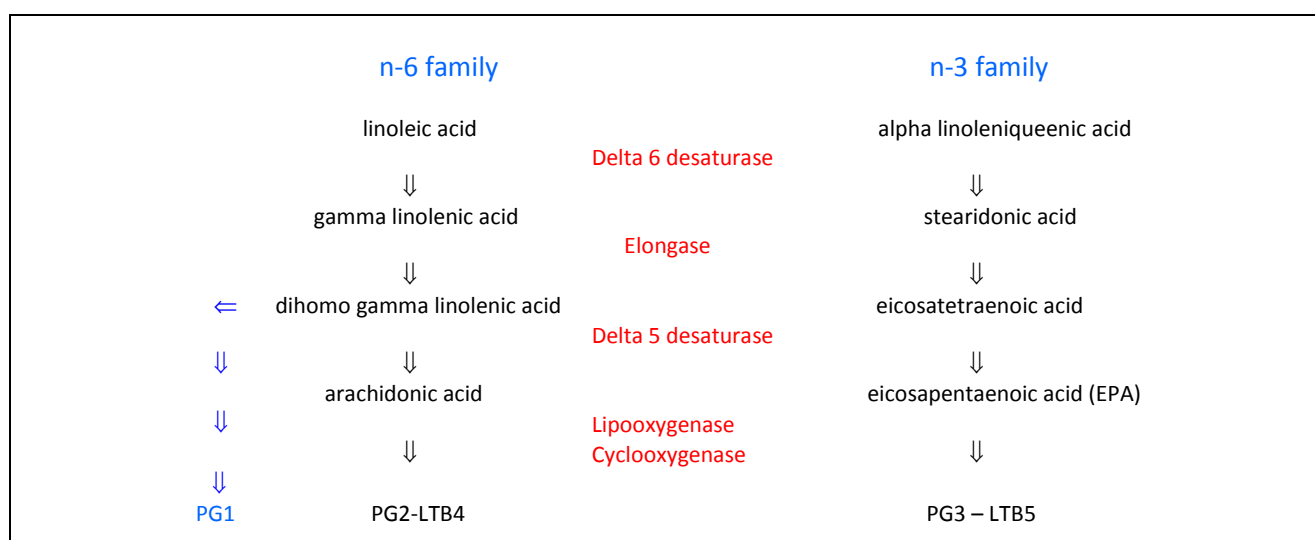 n-6 family n-3 family
linoleic acid alpha linoleniqueenic acid
Delta 6 desaturase
⇓ ⇓
gamma linolenic acid stearidonic acid
Elongase
⇓ ⇓
⇐ dihomo gamma linolenic acid eicosatetraenoic acid
Delta 5 desaturase
⇓ ⇓ ⇓
arachidonic acid eicosapentaenoic acid (EPA)
⇓ Lipooxygenase
⇓ Cyclooxygenase ⇓
⇓
PG1 PG2-LTB4 PG3 – LTB5